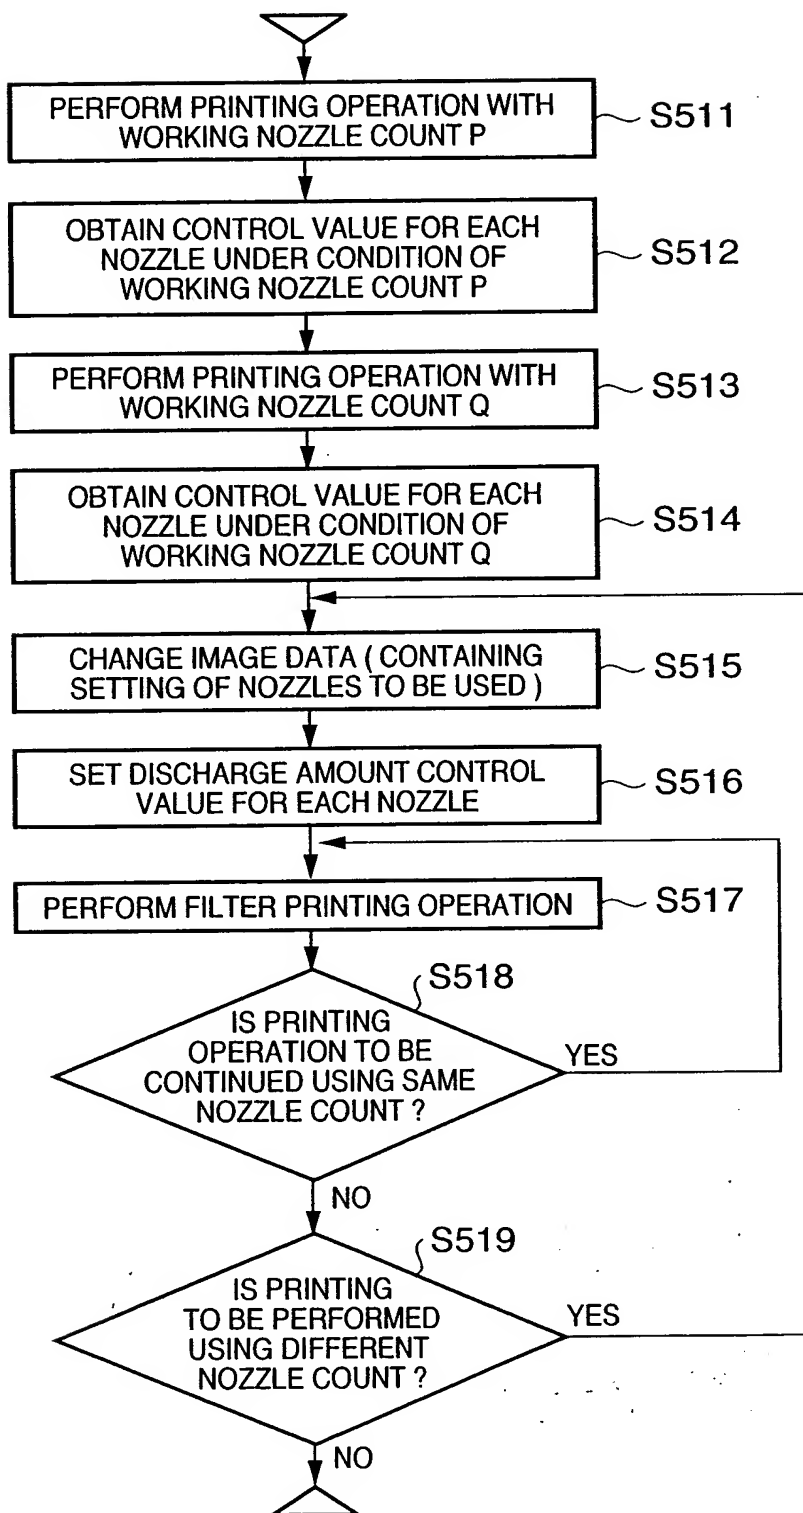 PERFORM PRINTING OPERATION WITH
WORKING NOZZLE COUNT P
S511
OBTAIN CONTROL VALUE FOR EACH
NOZZLE UNDER CONDITION OF
WORKING NOZZLE COUNT P
S512
PERFORM PRINTING OPERATION WITH
WORKING NOZZLE COUNT Q
S513
OBTAIN CONTROL VALUE FOR EACH
NOZZLE UNDER CONDITION OF
WORKING NOZZLE COUNT Q
S514
CHANGE IMAGE DATA ( CONTAINING
SETTING OF NOZZLES TO BE USED )
S515
SET DISCHARGE AMOUNT CONTROL
VALUE FOR EACH NOZZLE
S516
PERFORM FILTER PRINTING OPERATION
S517
S518
IS PRINTING
OPERATION TO BE
CONTINUED USING SAME
NOZZLE COUNT ?
YES
NO
S519
IS PRINTING
TO BE PERFORMED
USING DIFFERENT
NOZZLE COUNT ?
YES
NO